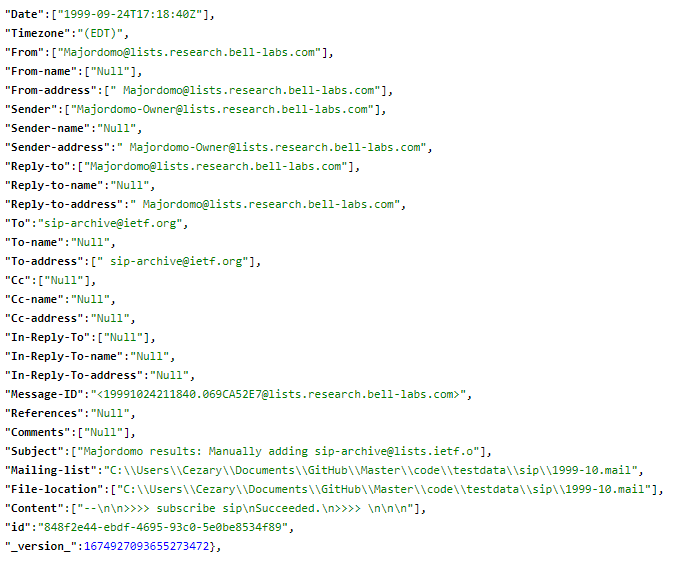 "Date":["1999-09-24T17:18:40Z"],
"Timezone":"(EDT)",
"From":["Majordomo@lists.research.bell-labs.com"],
"From-name":["Null"],
"From-address":[" Majordomo@lists.research.bell-labs.com"],
"Sender":["Majordomo-Owner@lists.research.bell-labs.com"],
"Sender-name":"Null",
"Sender-address":" Majordomo-Owner@lists.research.bell-labs.com",
"Reply-to":["Majordomo@lists.research.bell-labs.com"],
"Reply-to-name":"Null",
"Reply-to-address":" Majordomo@lists.research.bell-labs.com",
"To":"sip-archive@ietf.org",
"To-name":"Null",
"To-address":[" sip-archive@ietf.org"],
"Cc":["Null"],
"Cc-name":"Null",
"Cc-address":"Null",
"In-Reply-To":["Null"],
"In-Reply-To-name":"Null",
"In-Reply-To-address":"Null",
"Message-ID":"<19991024211840.069CA52E7@lists.research.bell-labs.com>",
"References":"Null",
"Comments":["Null"],
"Subject":["Majordomo results: Manually adding sip-archive@lists.ietf.o"],
"Mailing-list":"C:\\Users\\Cezary\\Documents\\GitHub\\Master\\code\\testdata\\sip\\1999-10.mail",
"File-location":["C:\\Users\\Cezary\\Documents\\GitHub\\Master\\code\\testdata\\sip\\1999-10.mail"],
"Content":["--\n\n>>>> subscribe sip\nSucceeded.\n>>>> \n\n\n"],
"id":"848f2e44-ebdf-4695-93c0-5e0be8534f89",
"_version_":1674927093655273472},